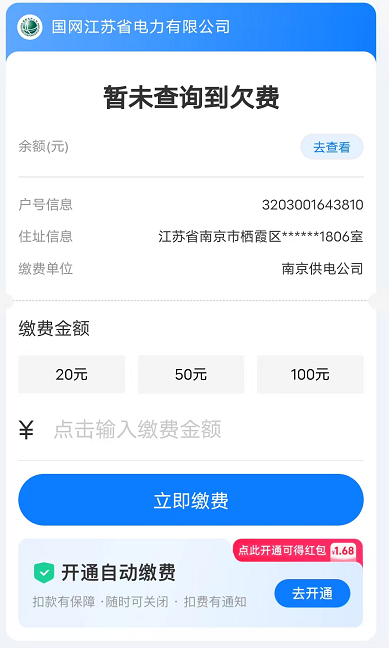 国网江苏省电力有限公司
暂未查询到欠费
余额(元) 去查看
户号信息 3203001643810
住址信息 江苏省南京市栖霞区******1806室
缴费单位 南京供电公司
缴费金额
20元 50元 100元
¥ 点击输入缴费金额
立即缴费
点此开通可得红包 ¥1.68
开通自动缴费
扣款有保障 · 随时可关闭 · 扣费有通知
去开通